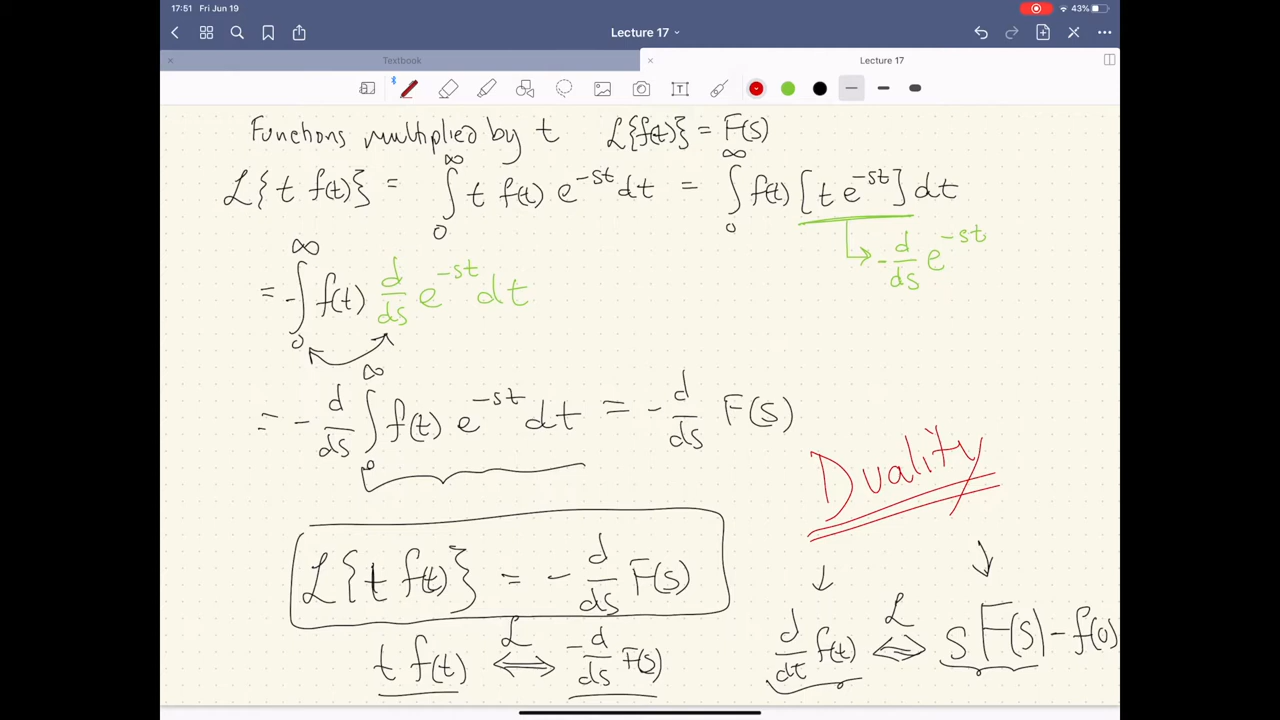 17:51 Fri Jun 19
43%
Lecture 17
Textbook
Lecture 17
Functions multiplied by t ℒ{f(t)} = F(s)
ℒ{t f(t)} = ∫₀^∞ t f(t) e^{-st} dt = ∫₀^∞ f(t) [t e^{-st}] dt
- d/ds e^{-st}
= -∫₀^∞ f(t) d/ds e^{-st} dt
= - d/ds ∫₀^∞ f(t) e^{-st} dt = - d/ds F(s)
Duality
ℒ{t f(t)} = - d/ds F(s)
t f(t) ⟺^ℒ -d/ds F(s)
d/dt f(t) ⟺^ℒ s F(s) - f(0)